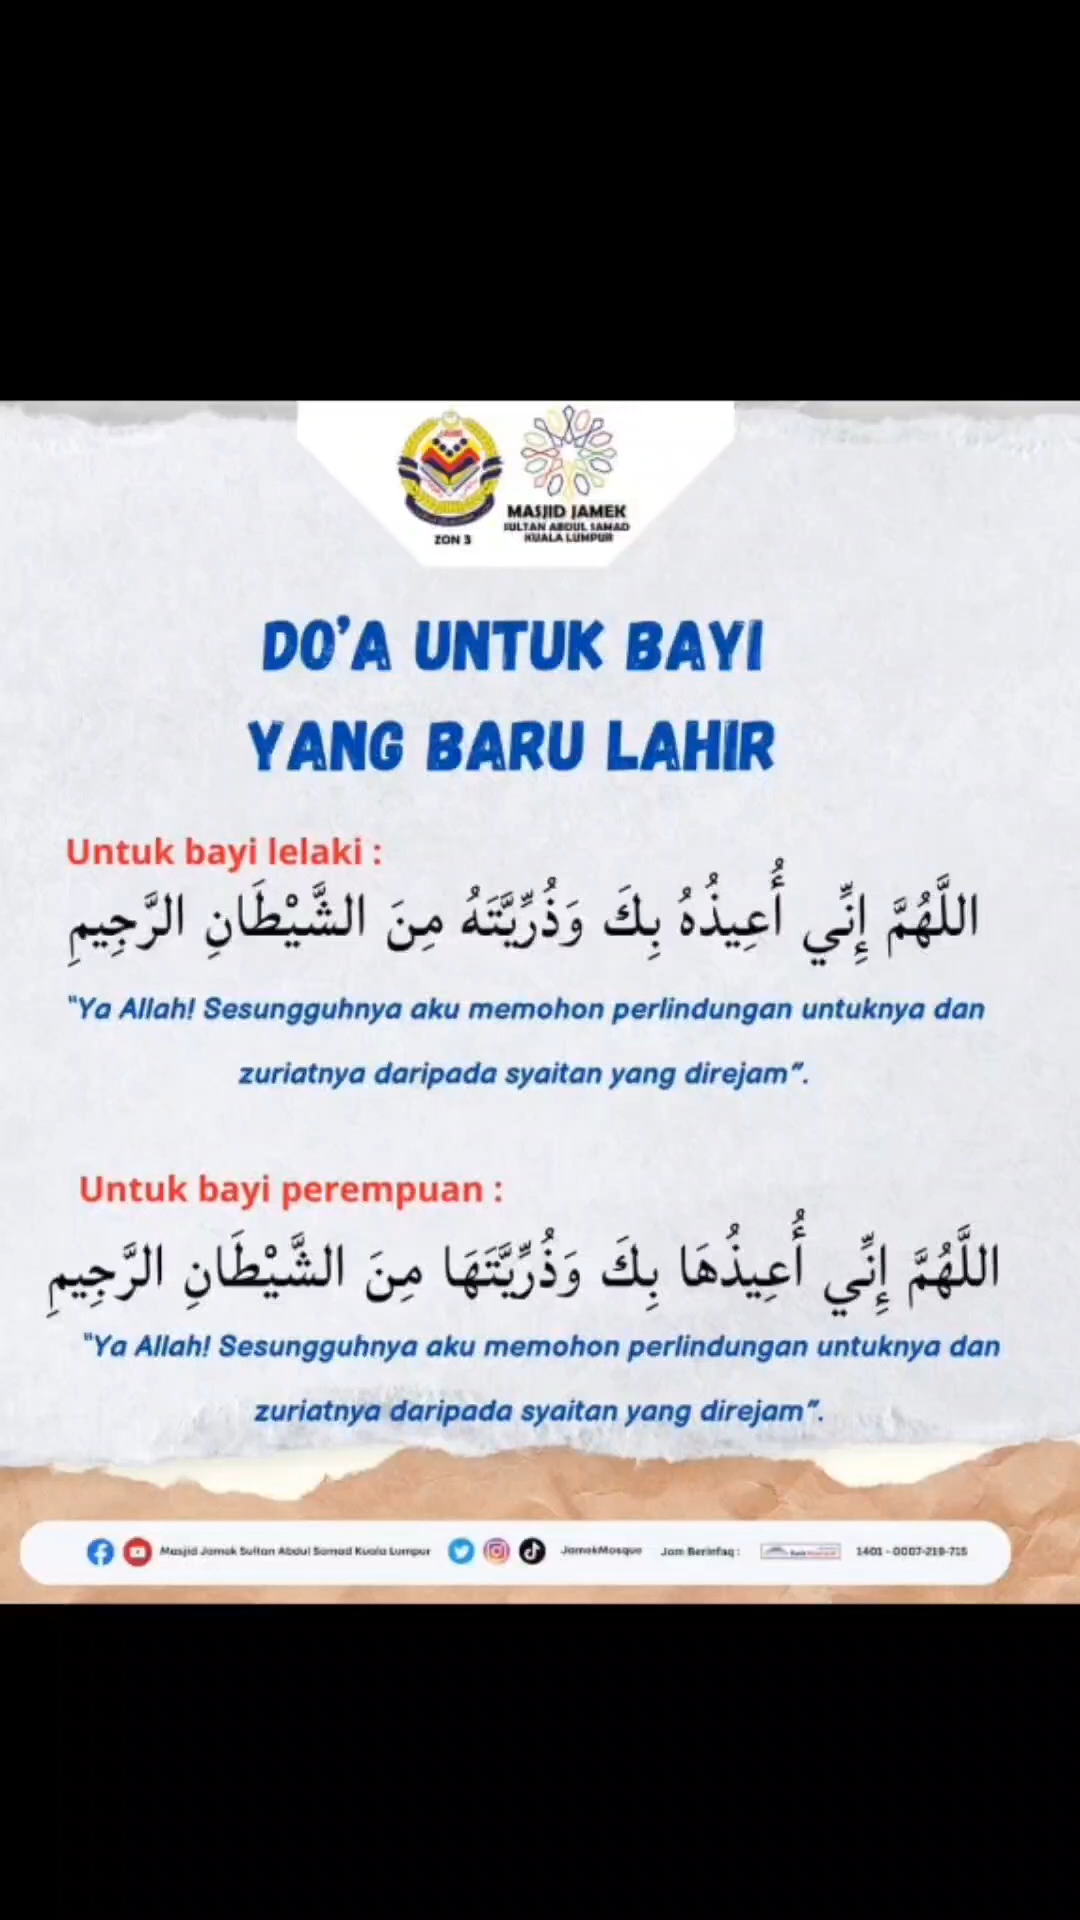 ZON 3
MASJID JAMEK
SULTAN ABDUL SAMAD
KUALA LUMPUR
DO'A UNTUK BAYI
YANG BARU LAHIR
Untuk bayi lelaki :
اللَّهُمَّ إِنِّي أُعِيذُهُ بِكَ وَذُرِّيَّتَهُ مِنَ الشَّيْطَانِ الرَّجِيمِ
"Ya Allah! Sesungguhnya aku memohon perlindungan untuknya dan
zuriatnya daripada syaitan yang direjam".
Untuk bayi perempuan :
اللَّهُمَّ إِنِّي أُعِيذُهَا بِكَ وَذُرِّيَّتَهَا مِنَ الشَّيْطَانِ الرَّجِيمِ
"Ya Allah! Sesungguhnya aku memohon perlindungan untuknya dan
zuriatnya daripada syaitan yang direjam".
Masjid Jamek Sultan Abdul Samad Kuala Lumpur JamekMosque Jom Berinfaq : 1401 - 0007-219-715